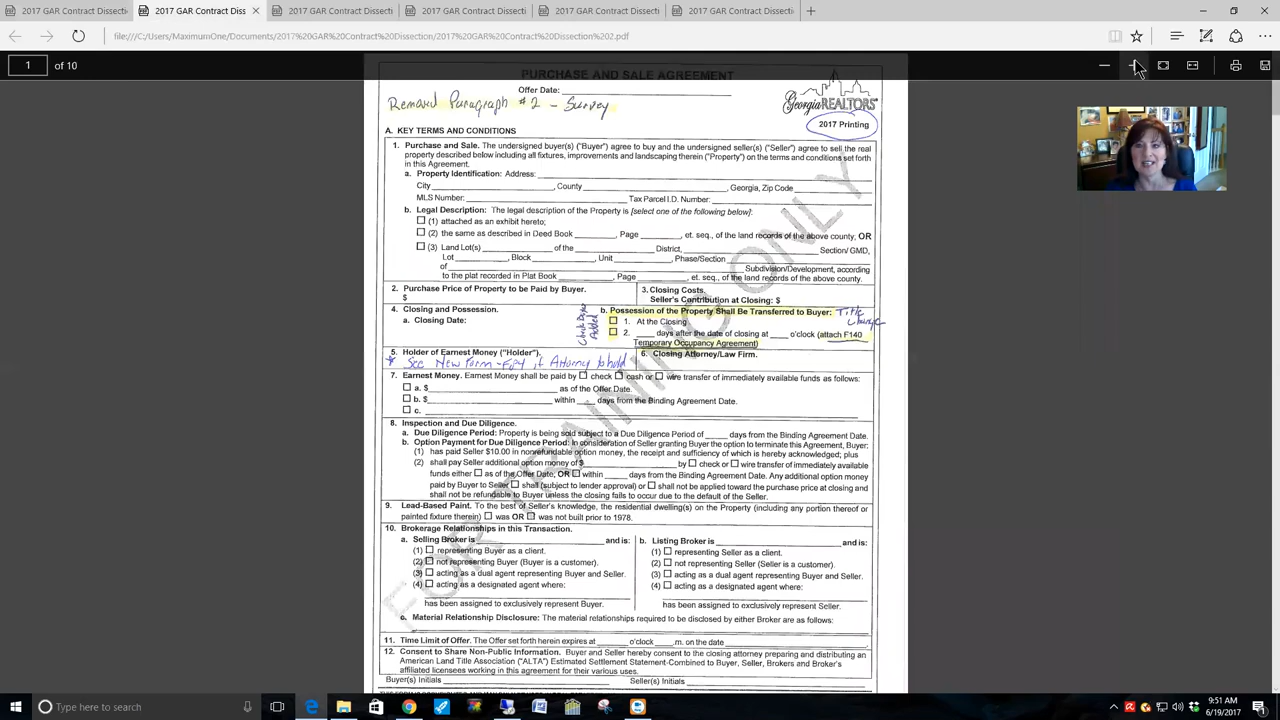 2017 GAR Contract Dissecti
2017 GAR Contract Dissecti
2017 GAR Contract Dissecti
2017 GAR Contract Dissecti
2017 GAR Contract Dissecti
2017 GAR Contract Dissecti
file:///C:/Users/MaximumOne/Documents/2017%20GAR%20Contract%20Dissection/2017%20GAR%20Contract%20Dissection%202.pdf
1 of 10
PURCHASE AND SALE AGREEMENT
Offer Date:
Remove Paragraph #2 - Survey
Georgia REALTORS®
2017 Printing
A. KEY TERMS AND CONDITIONS
1. Purchase and Sale. The undersigned buyer(s) ("Buyer") agree to buy and the undersigned seller(s) ("Seller") agree to sell the real
property described below including all fixtures, improvements and landscaping therein ("Property") on the terms and conditions set forth
in this Agreement.
a. Property Identification: Address:
City , County , Georgia, Zip Code
MLS Number: Tax Parcel I.D. Number:
b. Legal Description: The legal description of the Property is [select one of the following below]:
(1) attached as an exhibit hereto;
(2) the same as described in Deed Book , Page , et. seq., of the land records of the above county, OR
(3) Land Lot(s) of the District, Section/ GMD,
Lot , Block , Unit , Phase/Section
of Subdivision/Development, according
to the plat recorded in Plat Book , Page , et. seq., of the land records of the above county.
2. Purchase Price of Property to be Paid by Buyer.
$
3. Closing Costs.
Seller's Contribution at Closing: $
4. Closing and Possession.
a. Closing Date:
b. Possession of the Property Shall Be Transferred to Buyer: Title change
1. At the Closing
2. days after the date of closing at o'clock (attach F140
Temporary Occupancy Agreement)
Added
5. Holder of Earnest Money ("Holder").
* See New Form - F84, if Attorney to hold
6. Closing Attorney/Law Firm.
7. Earnest Money. Earnest Money shall be paid by check cash or wire transfer of immediately available funds as follows:
a. $ as of the Offer Date.
b. $ within days from the Binding Agreement Date.
c.
8. Inspection and Due Diligence.
a. Due Diligence Period: Property is being sold subject to a Due Diligence Period of days from the Binding Agreement Date.
b. Option Payment for Due Diligence Period: In consideration of Seller granting Buyer the option to terminate this Agreement, Buyer:
(1) has paid Seller $10.00 in nonrefundable option money, the receipt and sufficiency of which is hereby acknowledged; plus
(2) shall pay Seller additional option money of $ by check or wire transfer of immediately available
funds either as of the Offer Date; OR within days from the Binding Agreement Date. Any additional option money
paid by Buyer to Seller shall (subject to lender approval) or shall not be applied toward the purchase price at closing and
shall not be refundable to Buyer unless the closing fails to occur due to the default of the Seller.
9. Lead-Based Paint. To the best of Seller's knowledge, the residential dwelling(s) on the Property (including any portion thereof or
painted fixture therein) was OR was not built prior to 1978.
10. Brokerage Relationships in this Transaction.
a. Selling Broker is and is:
(1) representing Buyer as a client.
(2) not representing Buyer (Buyer is a customer).
(3) acting as a dual agent representing Buyer and Seller.
(4) acting as a designated agent where:
has been assigned to exclusively represent Buyer.
b. Listing Broker is and is:
(1) representing Seller as a client.
(2) not representing Seller (Seller is a customer).
(3) acting as a dual agent representing Buyer and Seller.
(4) acting as a designated agent where:
has been assigned to exclusively represent Seller.
c. Material Relationship Disclosure: The material relationships required to be disclosed by either Broker are as follows:
11. Time Limit of Offer. The Offer set forth herein expires at o'clock .m. on the date
12. Consent to Share Non-Public Information. Buyer and Seller hereby consent to the closing attorney preparing and distributing an
American Land Title Association ("ALTA") Estimated Settlement Statement-Combined to Buyer, Seller, Brokers and Broker's
affiliated licensees working in this agreement for their various uses.
Buyer(s) Initials Seller(s) Initials
FOR TRAINING ONLY
Type here to search
9:51 AM
6/19/2017